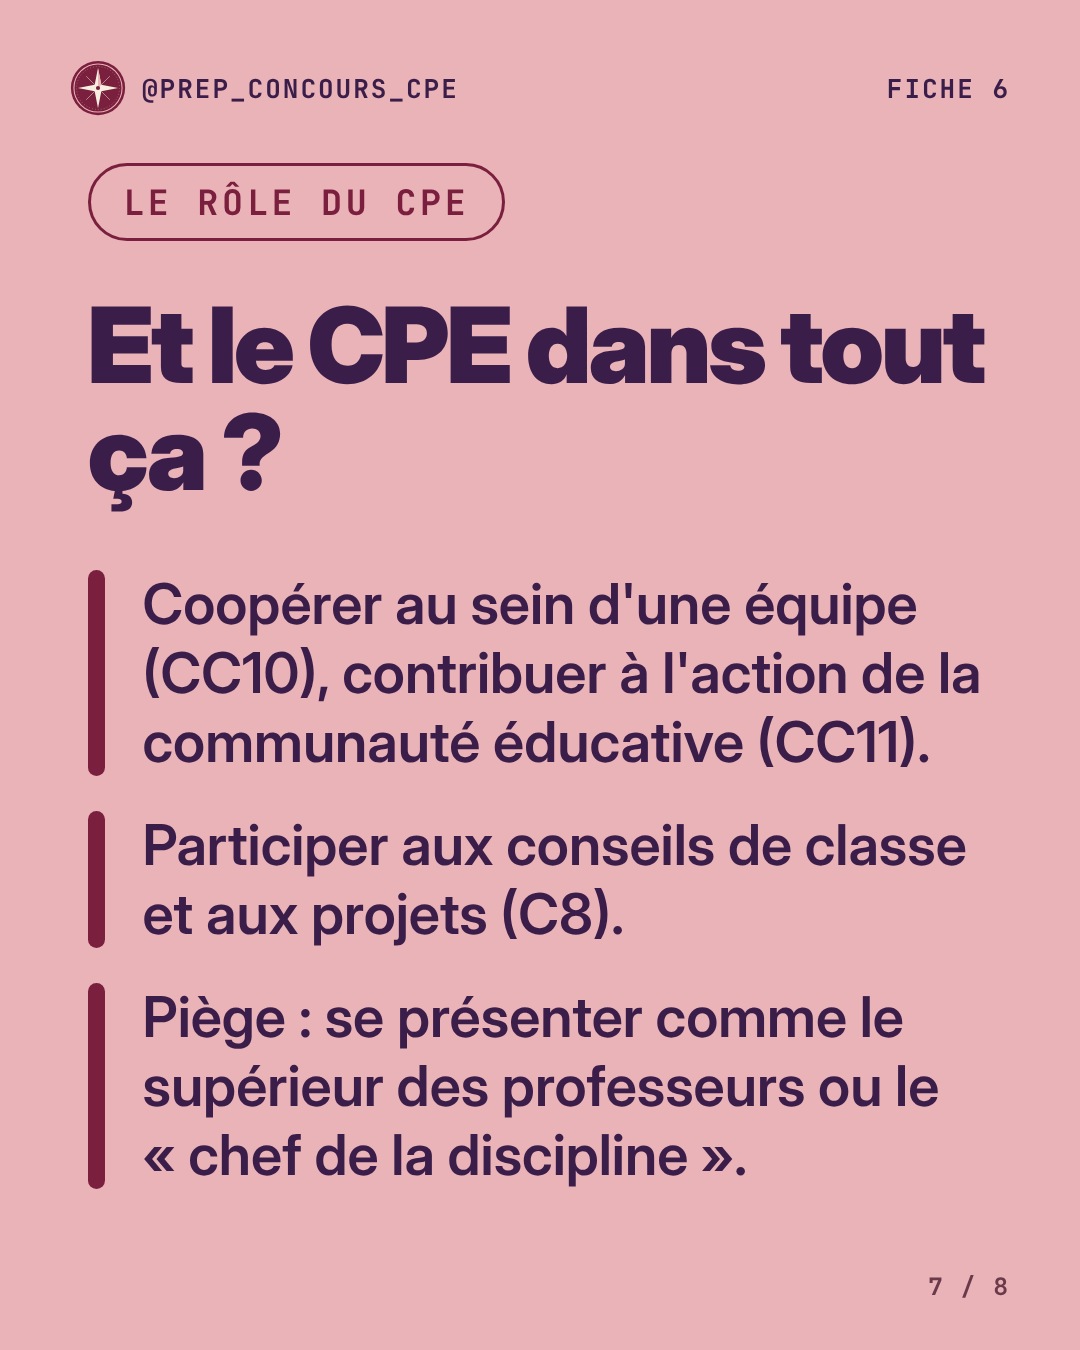 @PREP_CONCOURS_CPE
FICHE 6
LE RÔLE DU CPE
Et le CPE dans tout
ça ?
Coopérer au sein d'une équipe
(CC10), contribuer à l'action de la
communauté éducative (CC11).
Participer aux conseils de classe
et aux projets (C8).
Piège : se présenter comme le
supérieur des professeurs ou le
« chef de la discipline ».
7 / 8